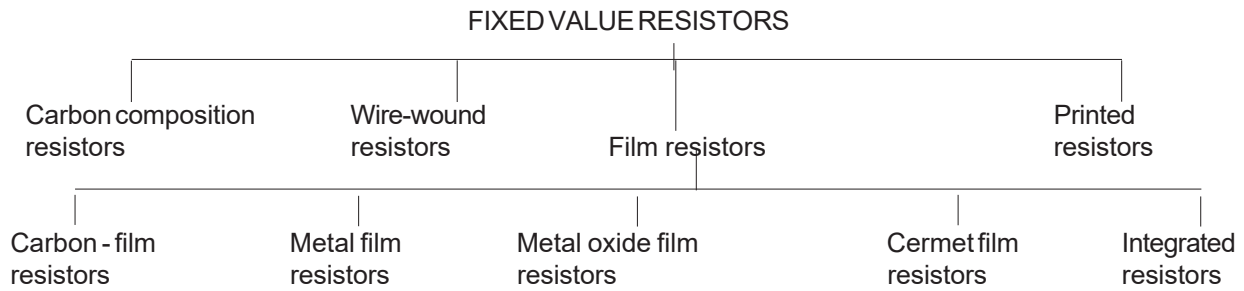 FIXED VALUE RESISTORS
Carbon composition
resistors
Wire-wound
resistors
Film resistors
Printed
resistors
Carbon - film
resistors
Metal film
resistors
Metal oxide film
resistors
Cermet film
resistors
Integrated
resistors